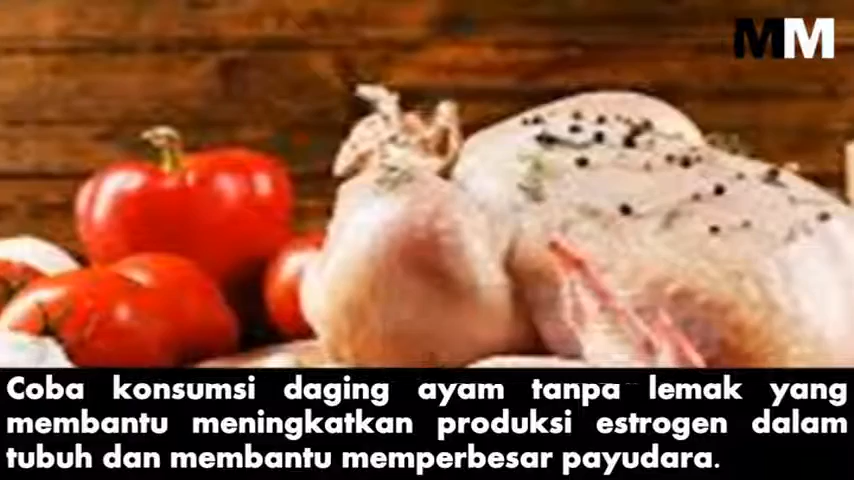 MM
Coba konsumsi daging ayam tanpa lemak yang
membantu meningkatkan produksi estrogen dalam
tubuh dan membantu memperbesar payudara.